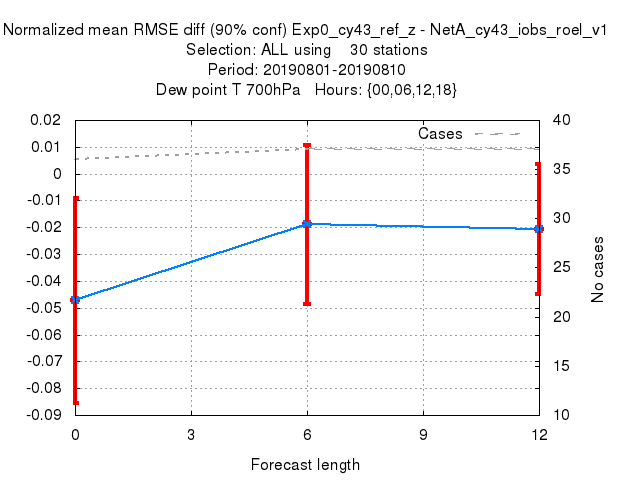 Normalized mean RMSE diff (90% conf) Exp0_cy43_ref_z - NetA_cy43_iobs_roel_v1
Selection: ALL using    30 stations
Period: 20190801-20190810
Dew point T 700hPa   Hours: {00,06,12,18}
Cases
0.02
0.01
0
-0.01
-0.02
-0.03
-0.04
-0.05
-0.06
-0.07
-0.08
-0.09
40
35
30
25
20
15
10
No cases
0 3 6 9 12
Forecast length